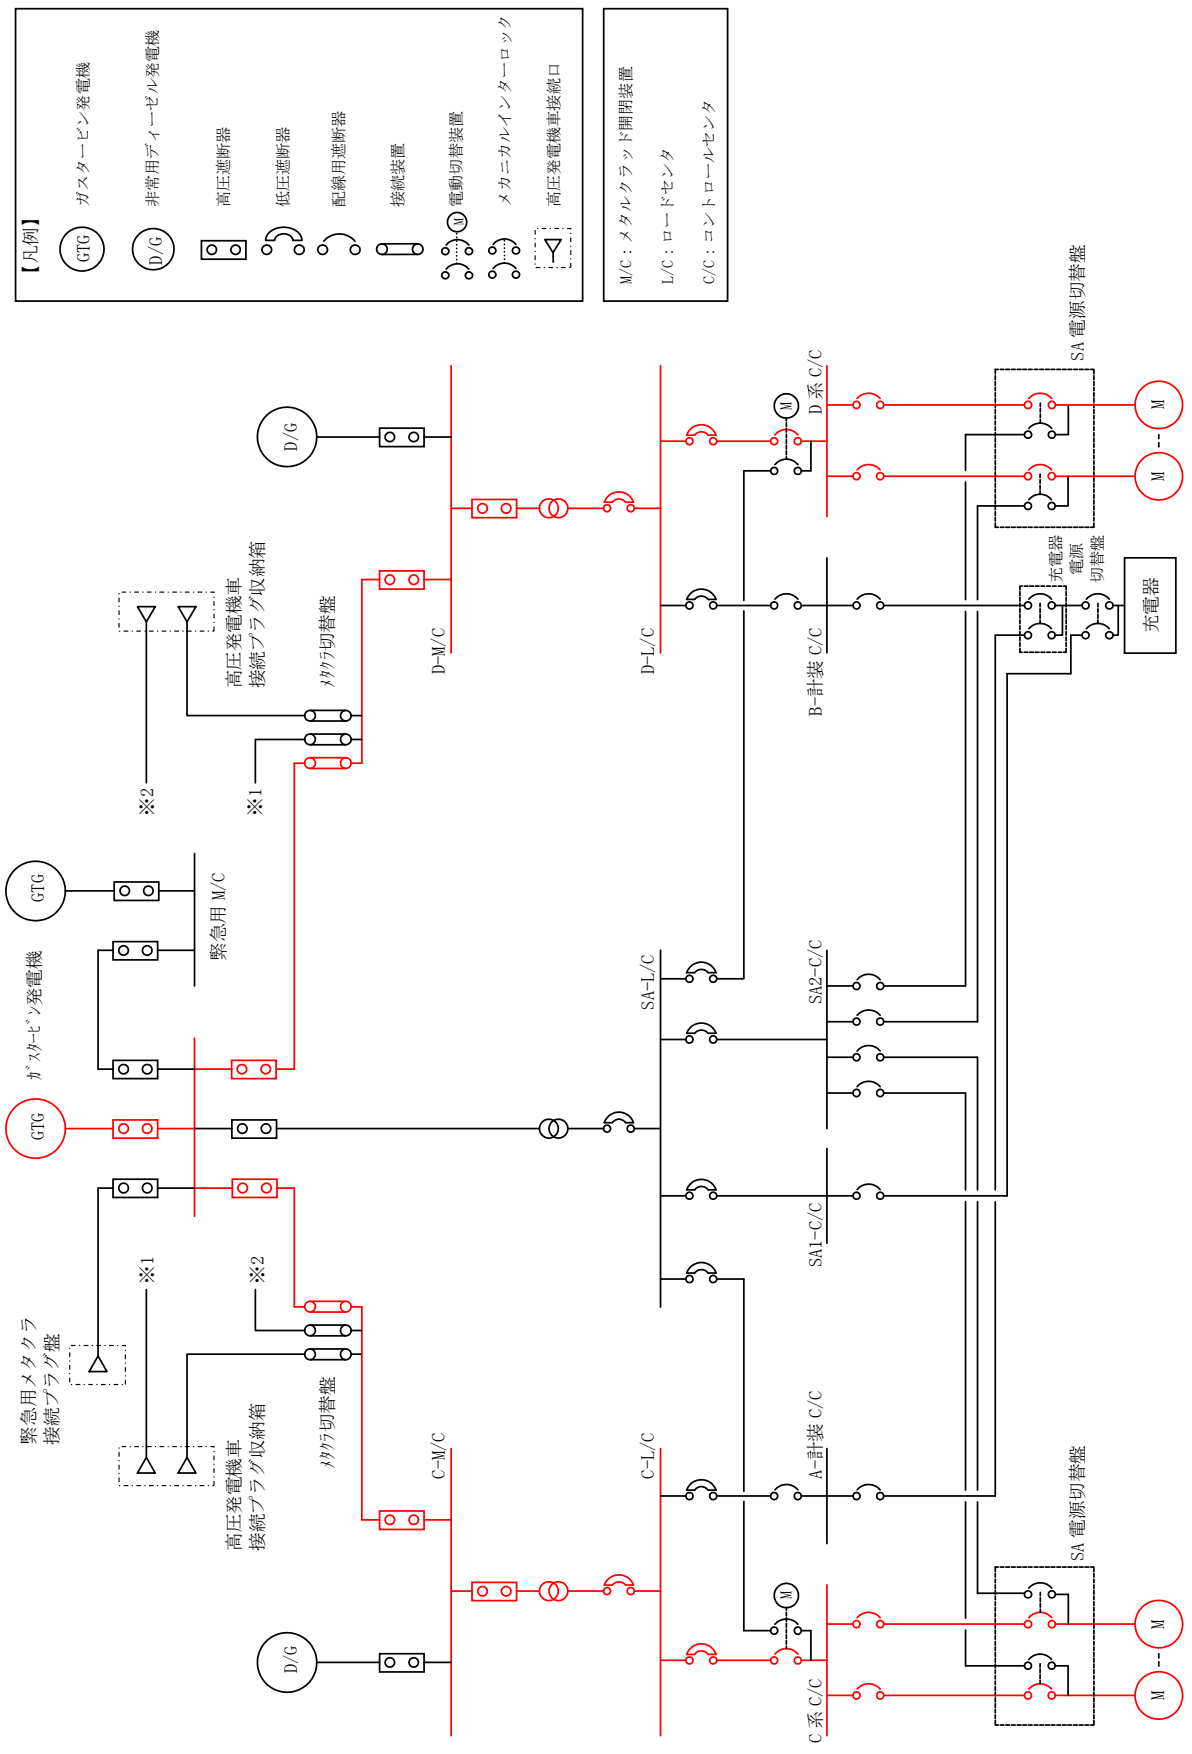 【凡例】
GTG
ガスタービン発電機
D/G
非常用ディーゼル発電機
高圧遮断器
低圧遮断器
配線用遮断器
接続装置
M
電動切替装置
メカニカルインターロック
高圧発電機車接続口
M/C：メタルクラッド開閉装置
L/C：ロードセンタ
C/C：コントロールセンタ
ｶﾞｽﾀｰﾋﾞﾝ発電機
GTG
GTG
緊急用 M/C
緊急用メタクラ
接続プラグ盤
※1
※2
高圧発電機車
接続プラグ収納箱
ﾒﾀｸﾗ切替盤
※2
※1
高圧発電機車
接続プラグ収納箱
ﾒﾀｸﾗ切替盤
D/G
D/G
C-M/C
D-M/C
C-L/C
SA-L/C
D-L/C
M
M
C 系 C/C
A-計装 C/C
SA1-C/C
SA2-C/C
B-計装 C/C
D 系 C/C
SA 電源切替盤
充電器
電源
切替盤
SA 電源切替盤
M
M
充電器
M
M